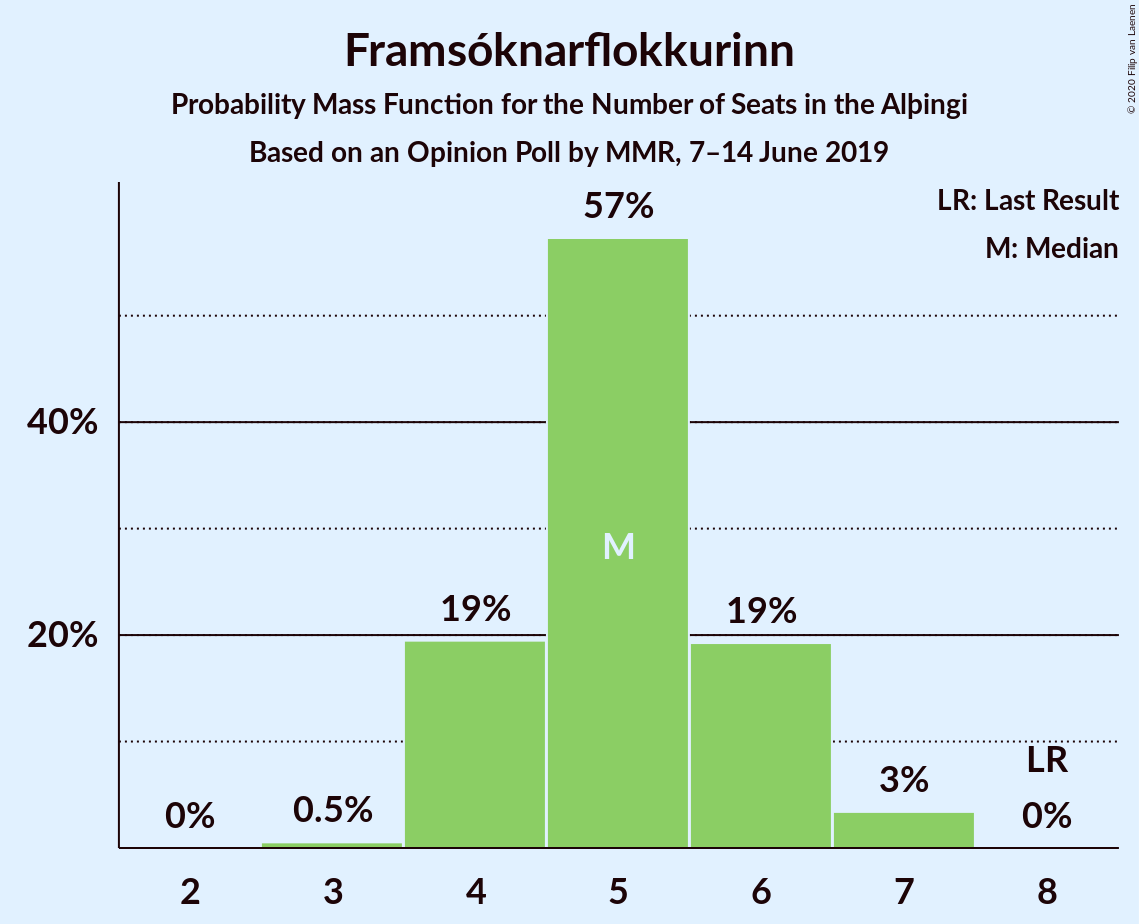 Framsóknarflokkurinn
Probability Mass Function for the Number of Seats in the Alþingi
Based on an Opinion Poll by MMR, 7–14 June 2019
© 2020 Filip van Laenen
LR: Last Result
M: Median
57%
40%
M
19%
19%
20%
LR
3%
0%
0.5%
0%
2 3 4 5 6 7 8